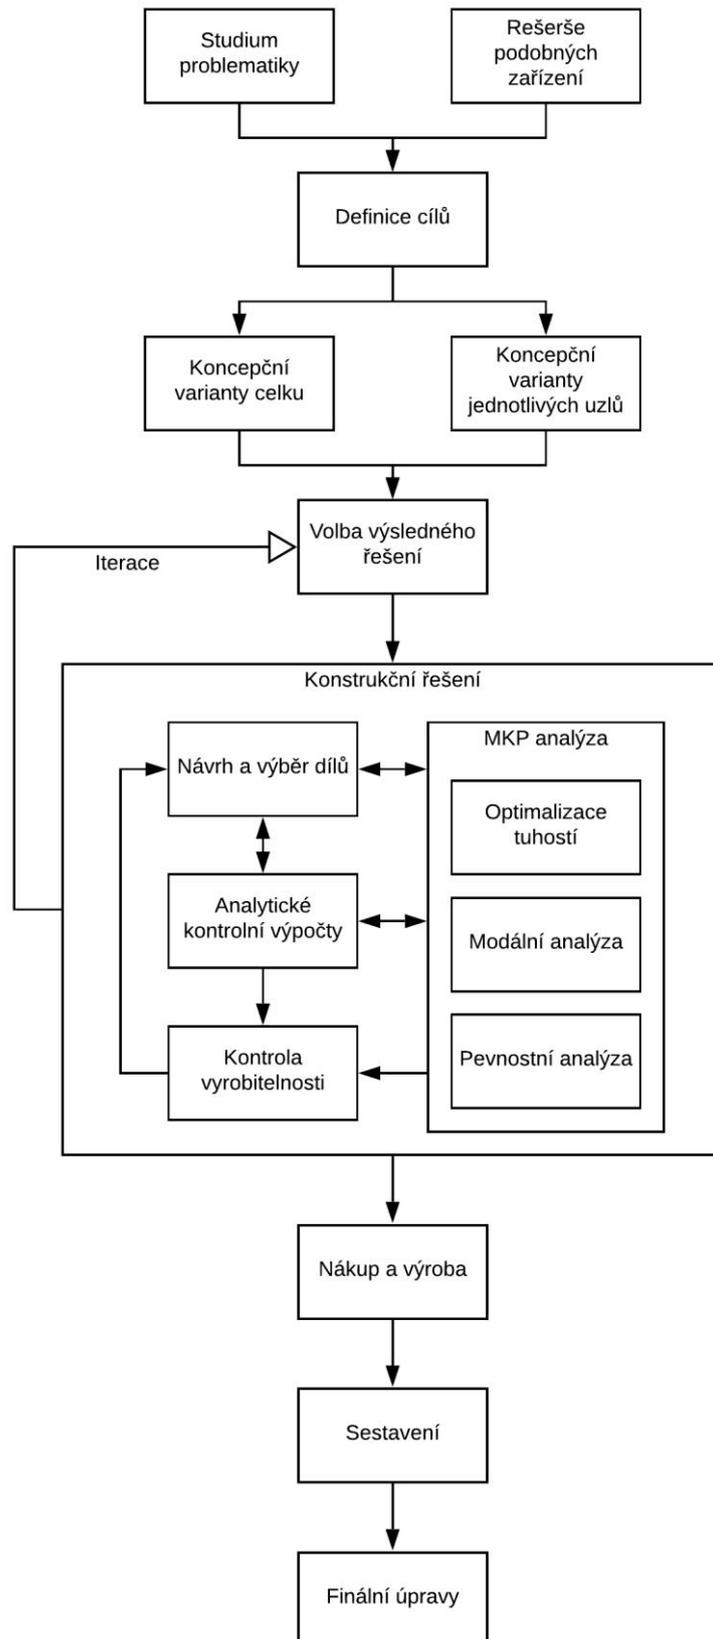 Studium
problematiky
Rešerše
podobných
zařízení
Definice cílů
Koncepční
varianty celku
Koncepční
varianty
jednotlivých uzlů
Volba výsledného
řešení
Iterace
Konstrukční řešení
Návrh a výběr dílů
MKP analýza
Optimalizace
tuhostí
Analytické
kontrolní výpočty
Modální analýza
Kontrola
vyrobitelnosti
Pevnostní analýza
Nákup a výroba
Sestavení
Finální úpravy